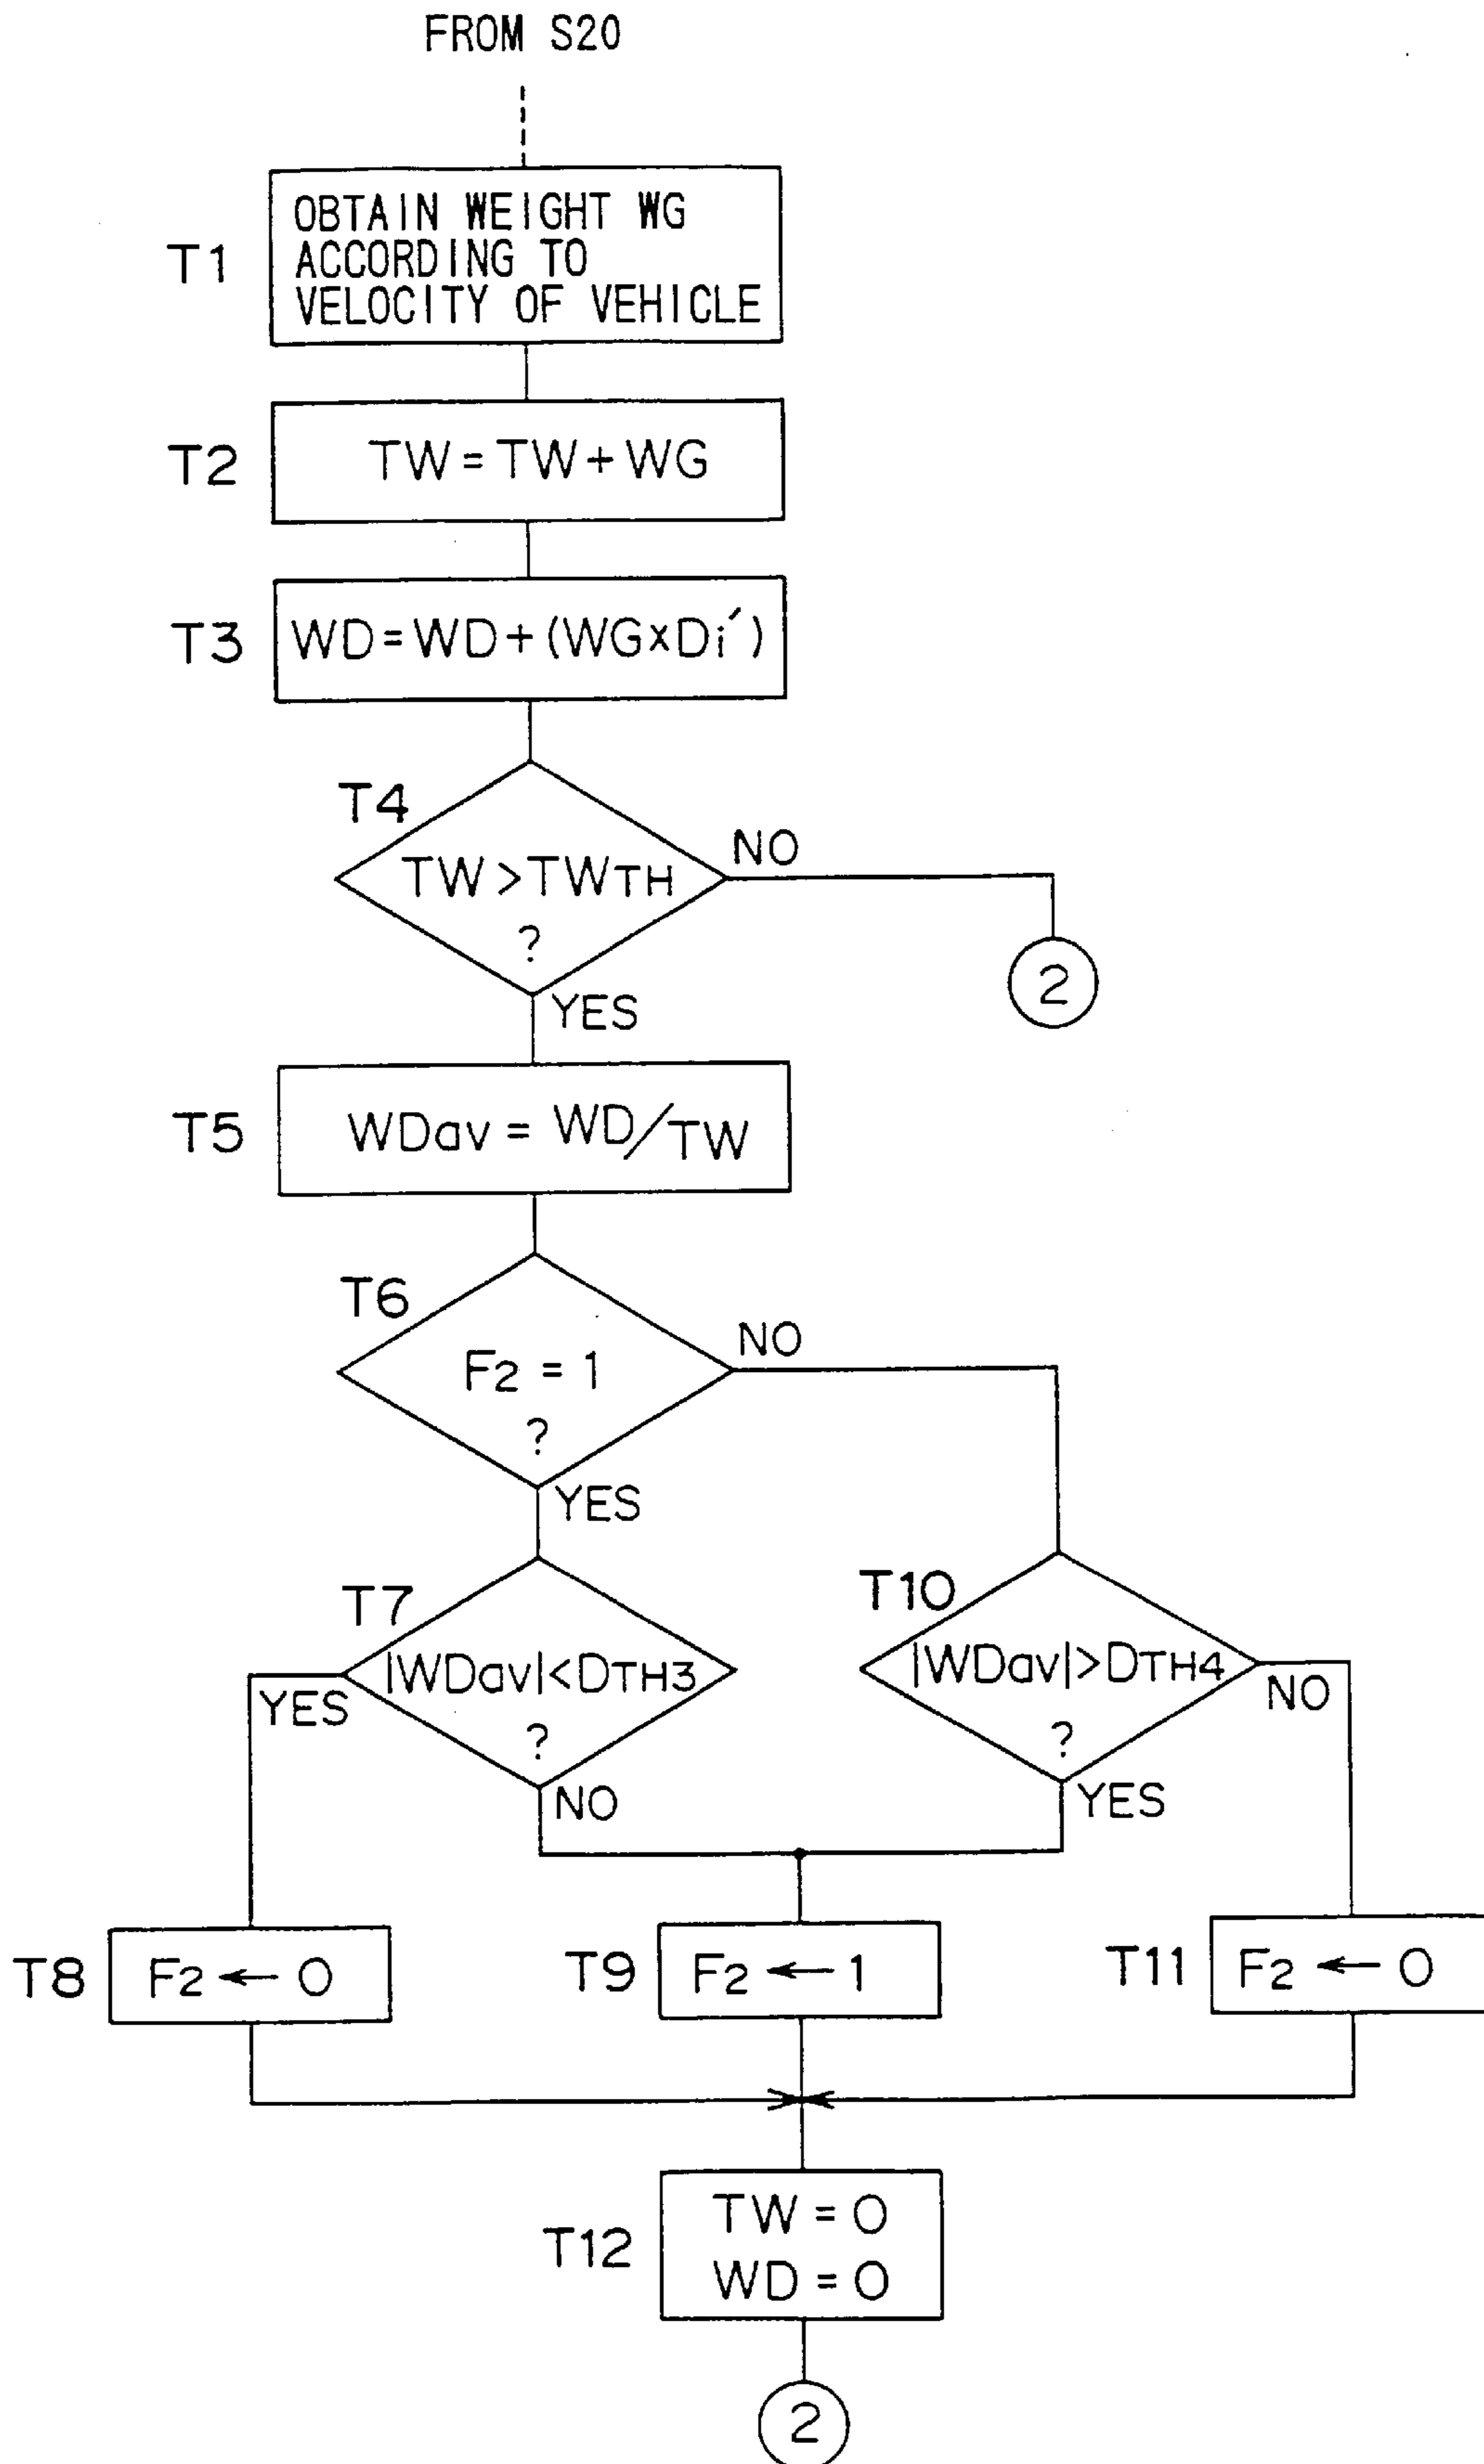 FROM S20
T1
OBTAIN WEIGHT WG
ACCORDING TO
VELOCITY OF VEHICLE
T2
TW = TW + WG
T3
WD = WD + (WG x Di′)
T4
TW > TWTH
?
NO
2
YES
T5
WDav = WD/TW
T6
F2 = 1
?
NO
YES
T7
|WDav| < DTH3
?
YES
NO
T10
|WDav| > DTH4
?
NO
YES
T8
F2 ← 0
T9
F2 ← 1
T11
F2 ← 0
T12
TW = 0
WD = 0
2